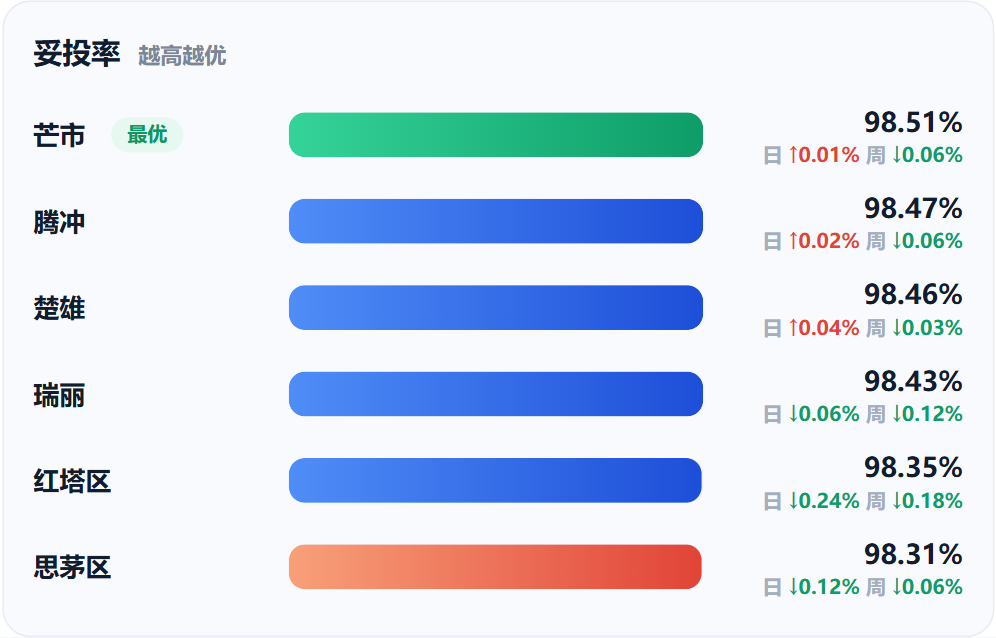 妥投率 越高越优
芒市 最优 98.51%
日 ↑0.01% 周 ↓0.06%
腾冲 98.47%
日 ↑0.02% 周 ↓0.06%
楚雄 98.46%
日 ↑0.04% 周 ↓0.03%
瑞丽 98.43%
日 ↓0.06% 周 ↓0.12%
红塔区 98.35%
日 ↓0.24% 周 ↓0.18%
思茅区 98.31%
日 ↓0.12% 周 ↓0.06%